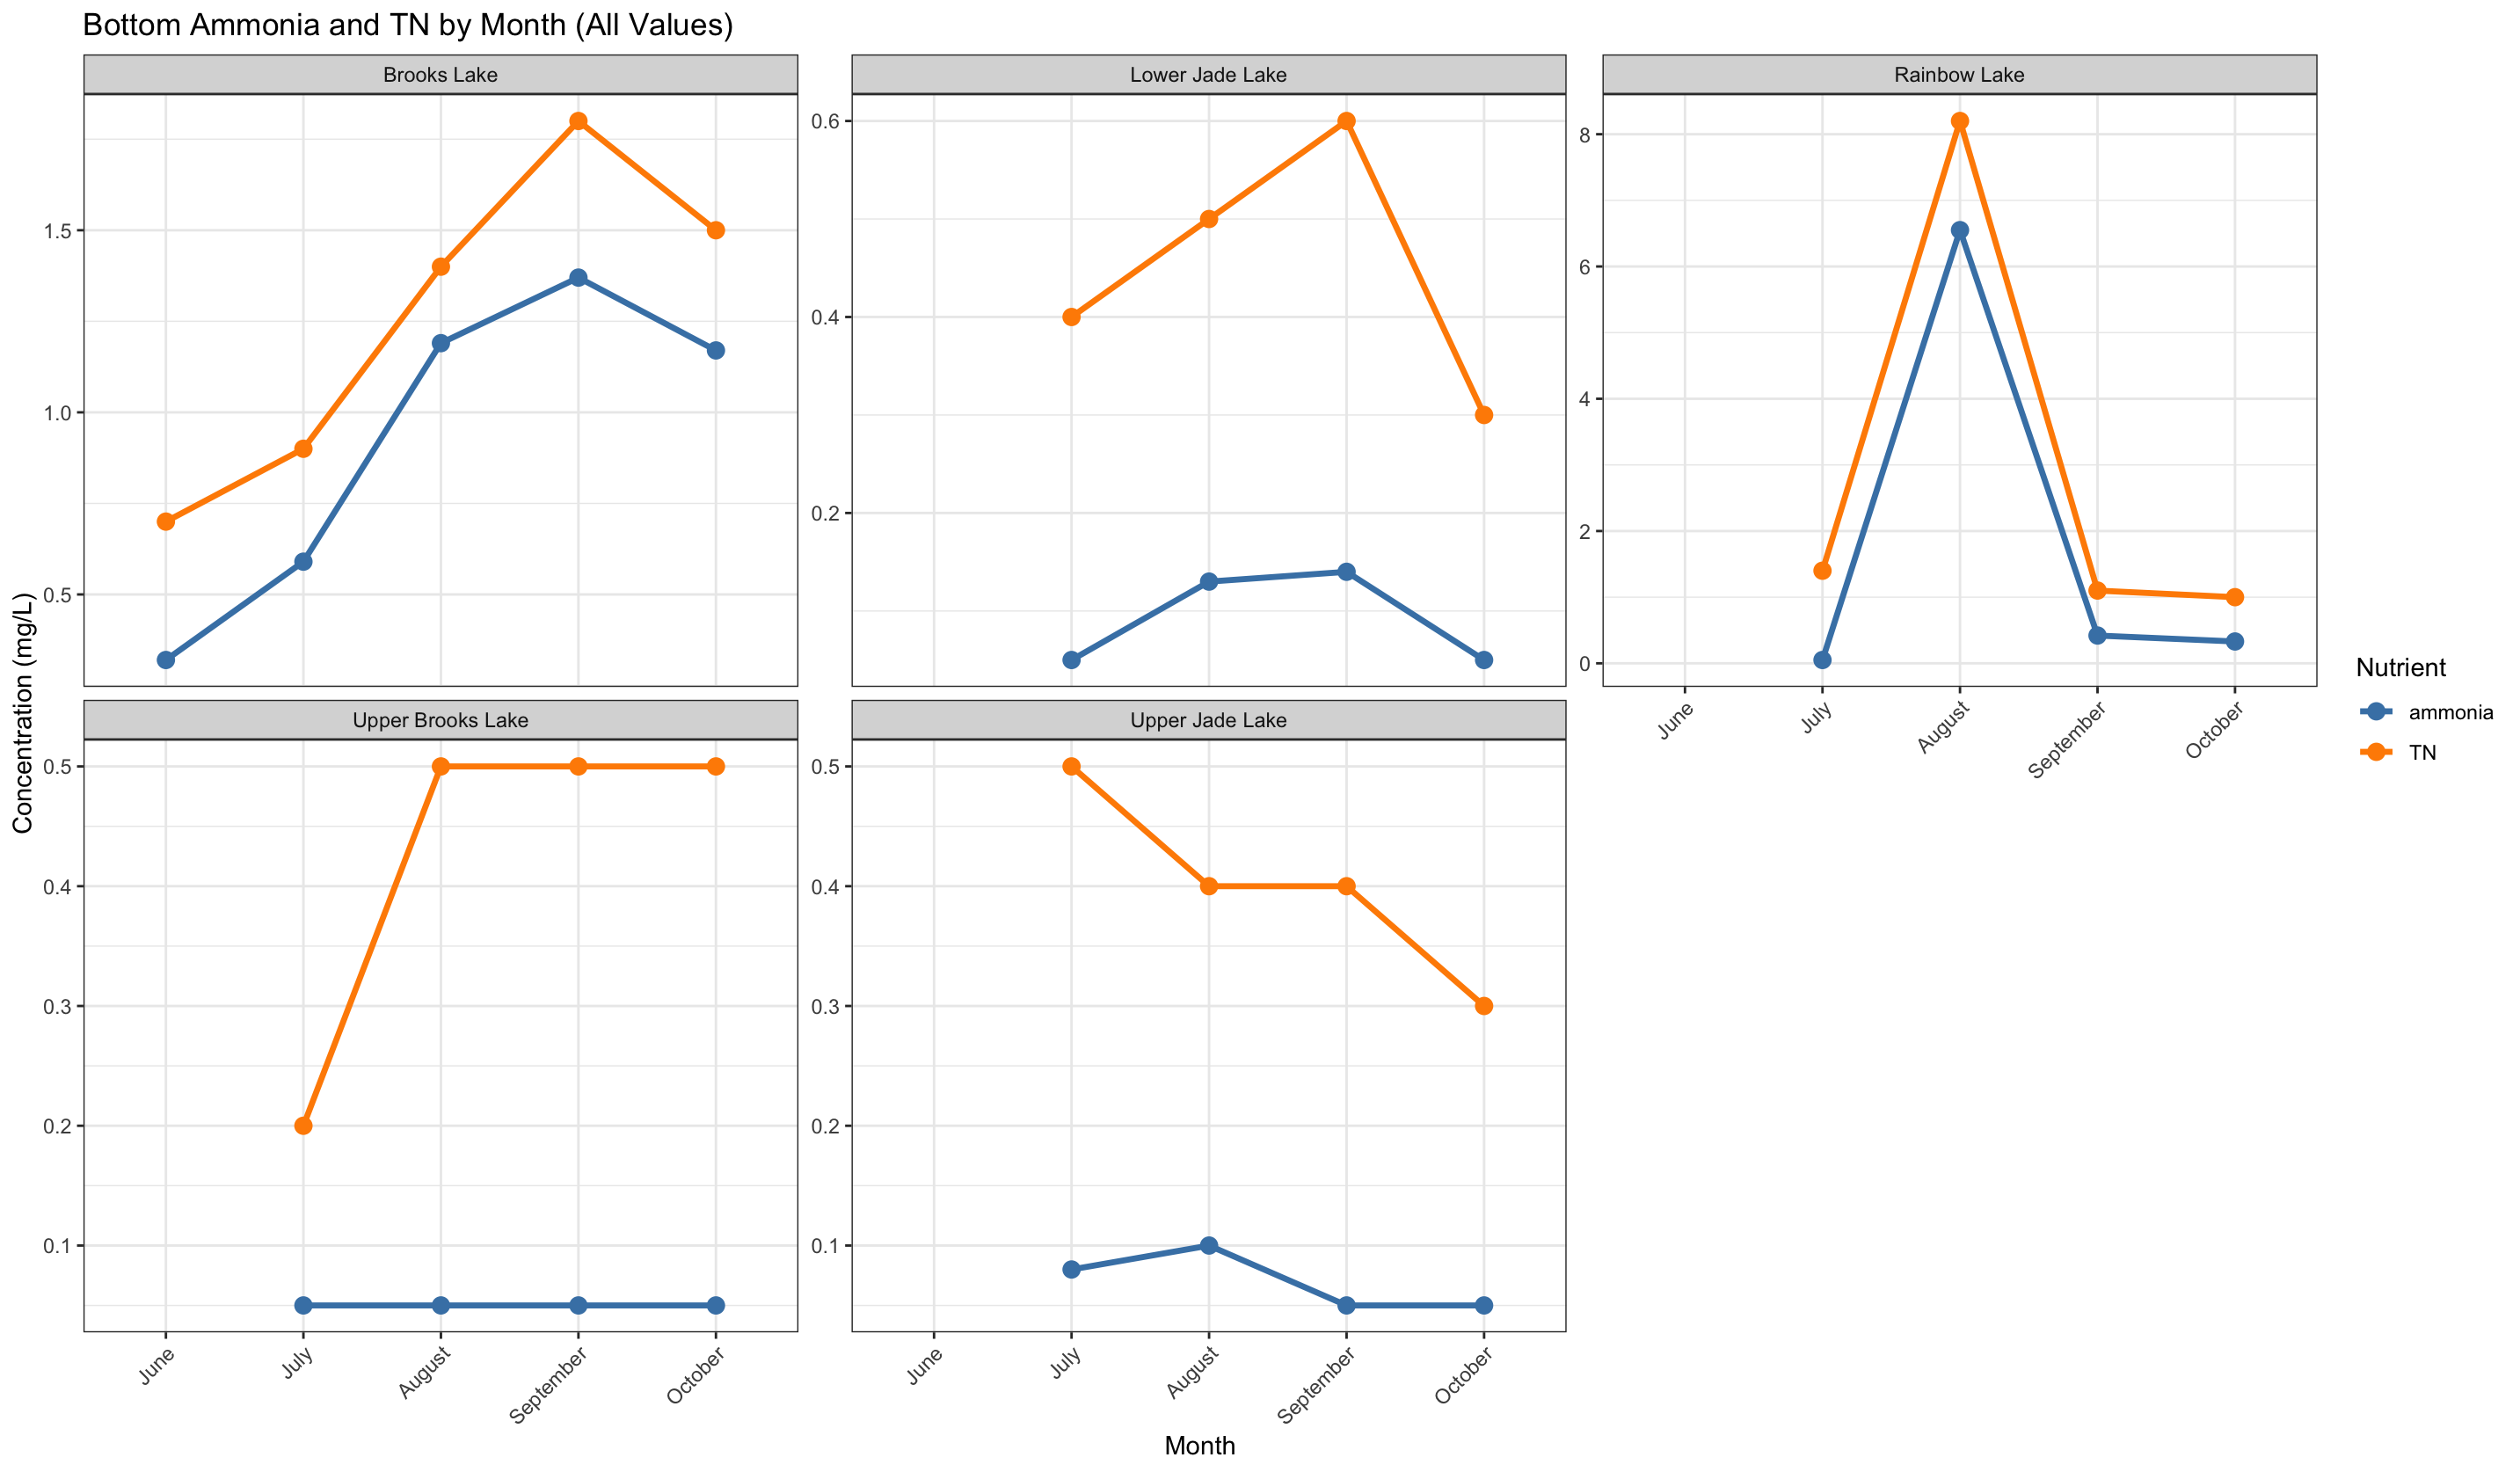 Bottom Ammonia and TN by Month (All Values)
Brooks Lake
Lower Jade Lake
Rainbow Lake
1.5
1.0
0.5
0.6
0.4
0.2
8
6
4
2
0
June
July
August
September
October
Concentration (mg/L)
Nutrient
ammonia
TN
Upper Brooks Lake
Upper Jade Lake
0.5
0.4
0.3
0.2
0.1
0.5
0.4
0.3
0.2
0.1
June
July
August
September
October
June
July
August
September
October
Month